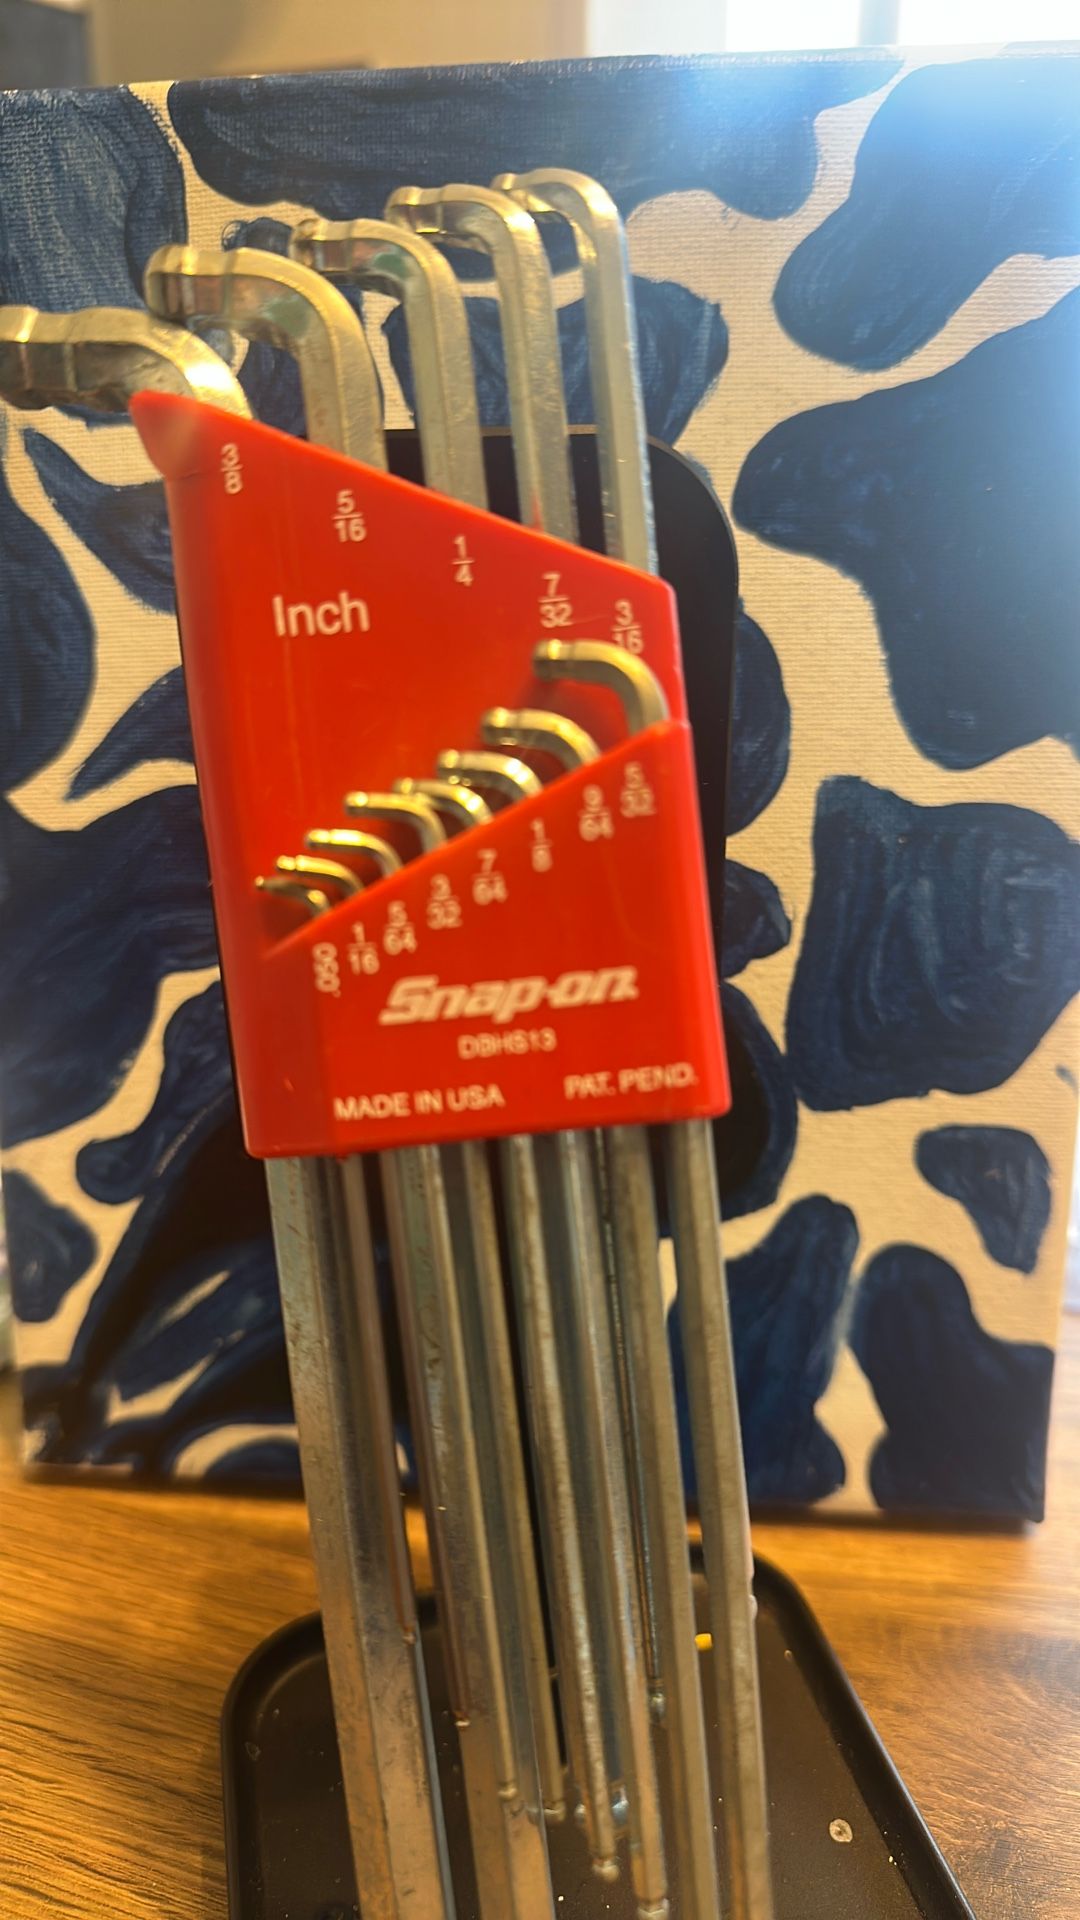 3/8
5/16
1/4
7/32
3/16
Inch
5/32
9/64
1/8
7/64
3/32
5/64
1/16
.050
Snap-on
DBHS13
MADE IN USA
PAT. PEND.